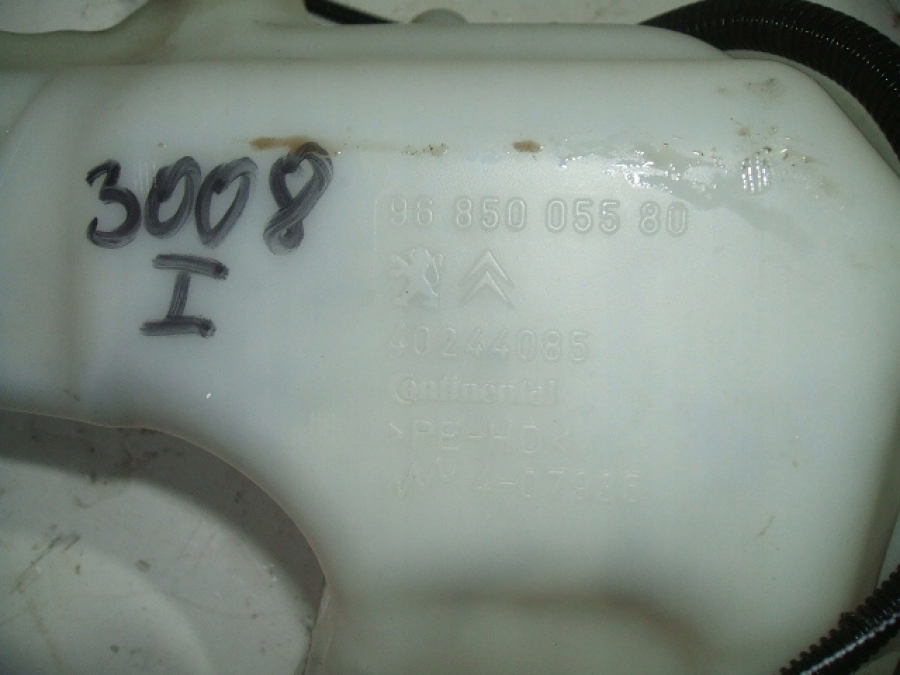 3008
I
96 850 055 80
40244085
Continental
>PE-HD<